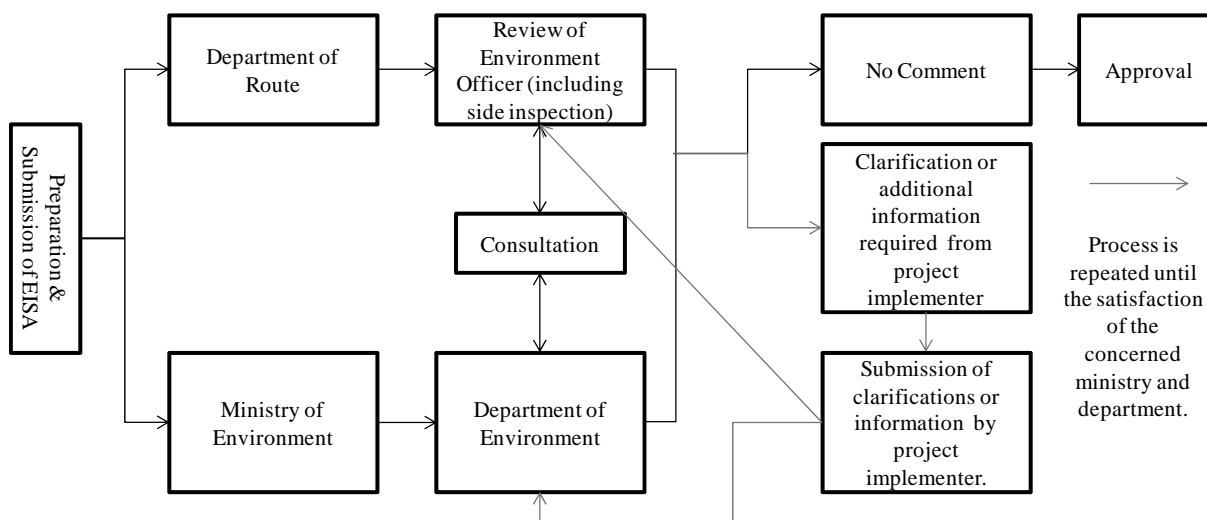 Preparation &
Submission of EISA
Department of
Route
Review of
Environment
Officer (including
side inspection)
No Comment
Approval
Consultation
Clarification or
additional
information
required from
project
implementer
Process is
repeated until
the satisfaction
of the
concerned
ministry and
department.
Ministry of
Environment
Department of
Environment
Submission of
clarifications or
information by
project
implementer.